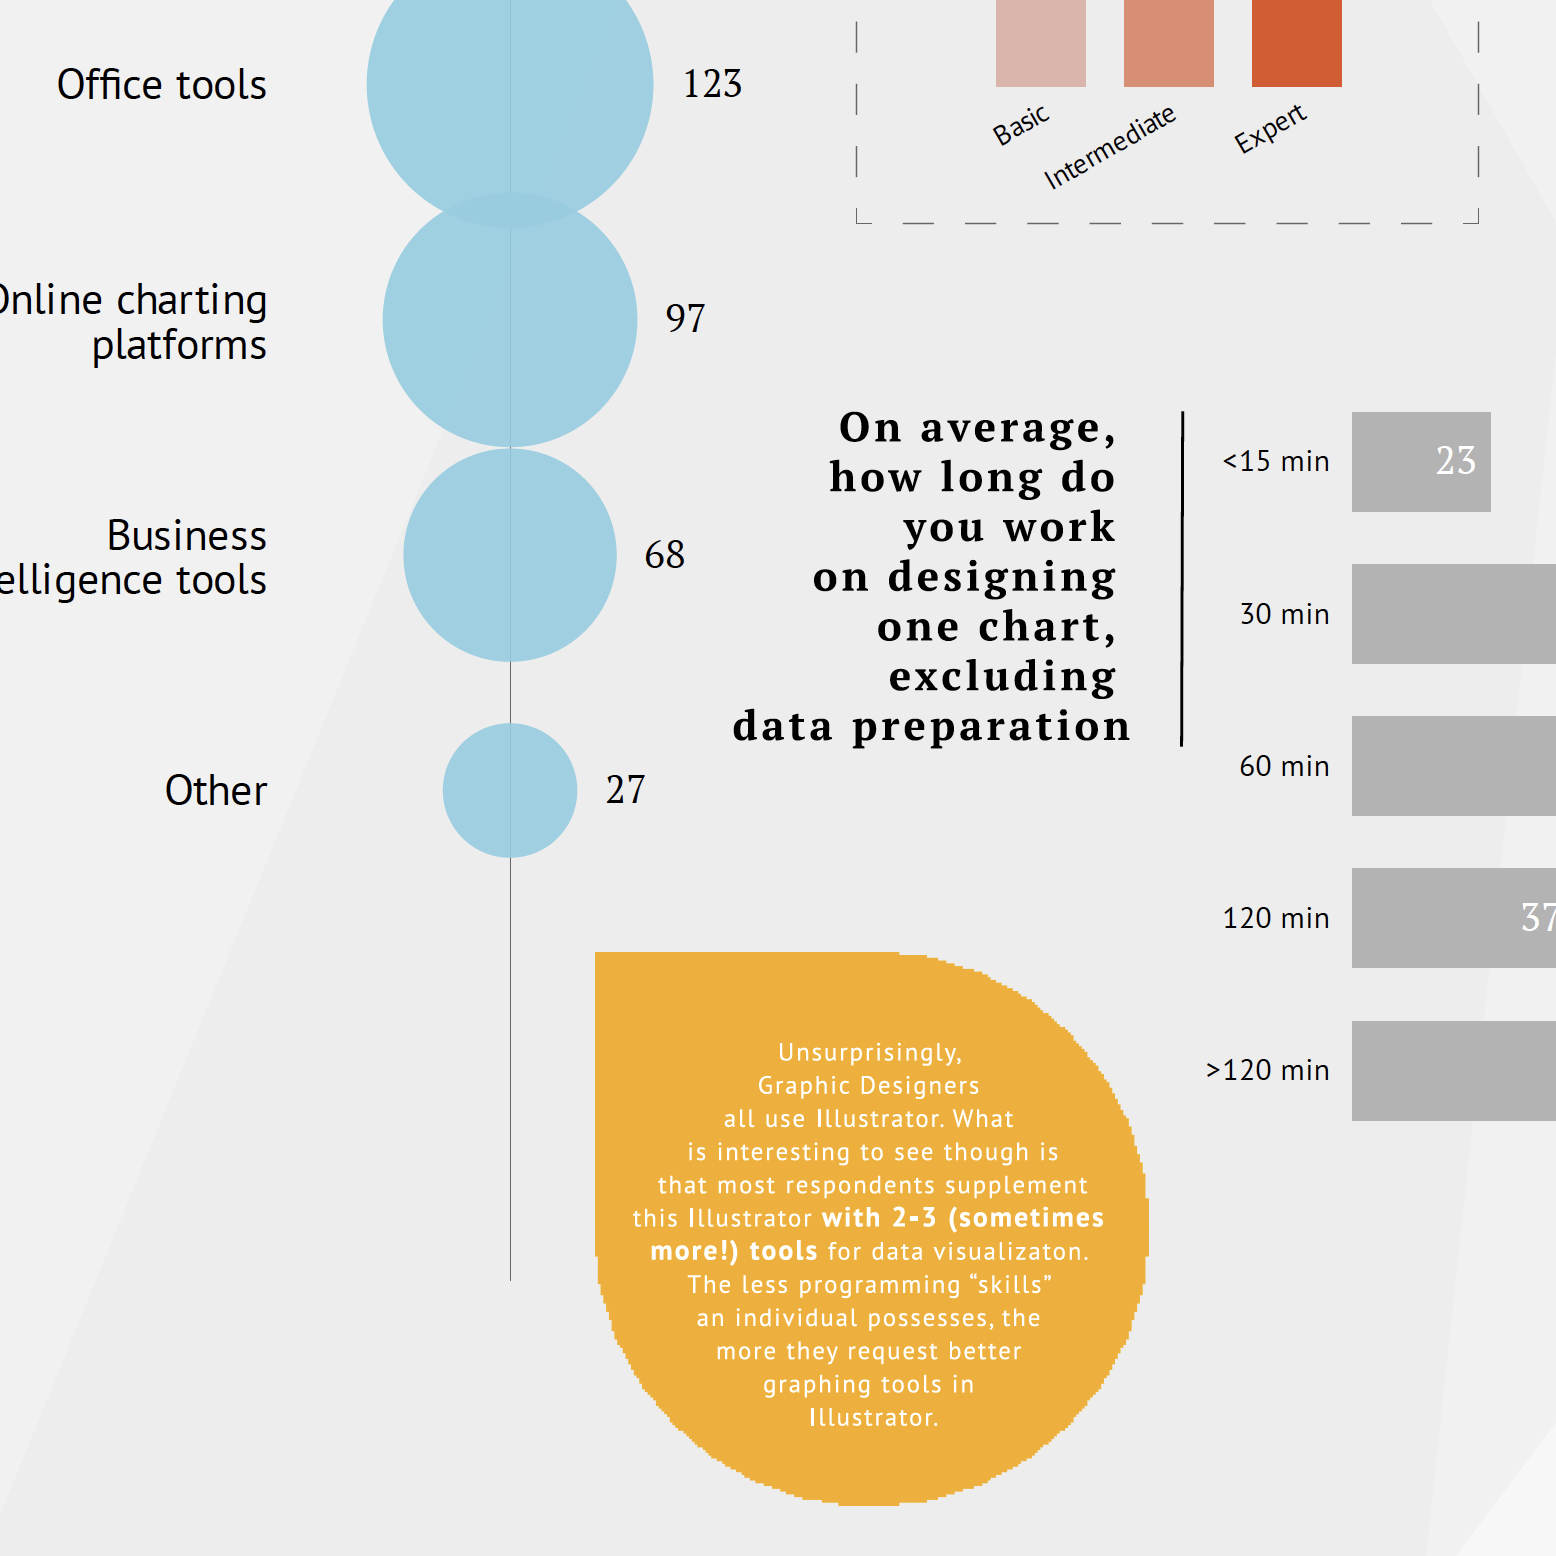 Office tools
123
Basic
Intermediate
Expert
charting
platforms
97
Business
tools
68
Other
27
On average,
how long do
you work
on designing
one chart,
excluding
data preparation
<15 min
23
30 min
60 min
120 min
37
>120 min
Unsurprisingly,
Graphic Designers
all use Illustrator. What
is interesting to see though is
that most respondents supplement
this Illustrator with 2-3 (sometimes
more!) tools for data visualizaton.
The less programming “skills”
an individual possesses, the
more they request better
graphing tools in
Illustrator.